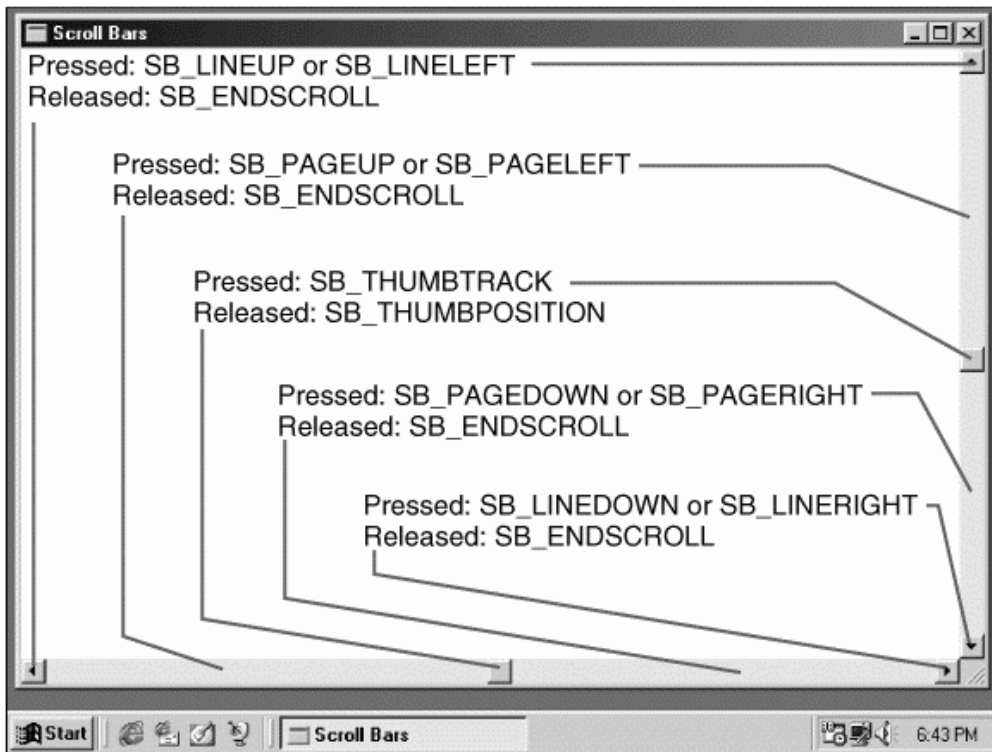 Scroll Bars
Pressed: SB_LINEUP or SB_LINELEFT
Released: SB_ENDSCROLL
Pressed: SB_PAGEUP or SB_PAGELEFT
Released: SB_ENDSCROLL
Pressed: SB_THUMBTRACK
Released: SB_THUMBPOSITION
Pressed: SB_PAGEDOWN or SB_PAGERIGHT
Released: SB_ENDSCROLL
Pressed: SB_LINEDOWN or SB_LINERIGHT
Released: SB_ENDSCROLL
Start Scroll Bars 6:43 PM